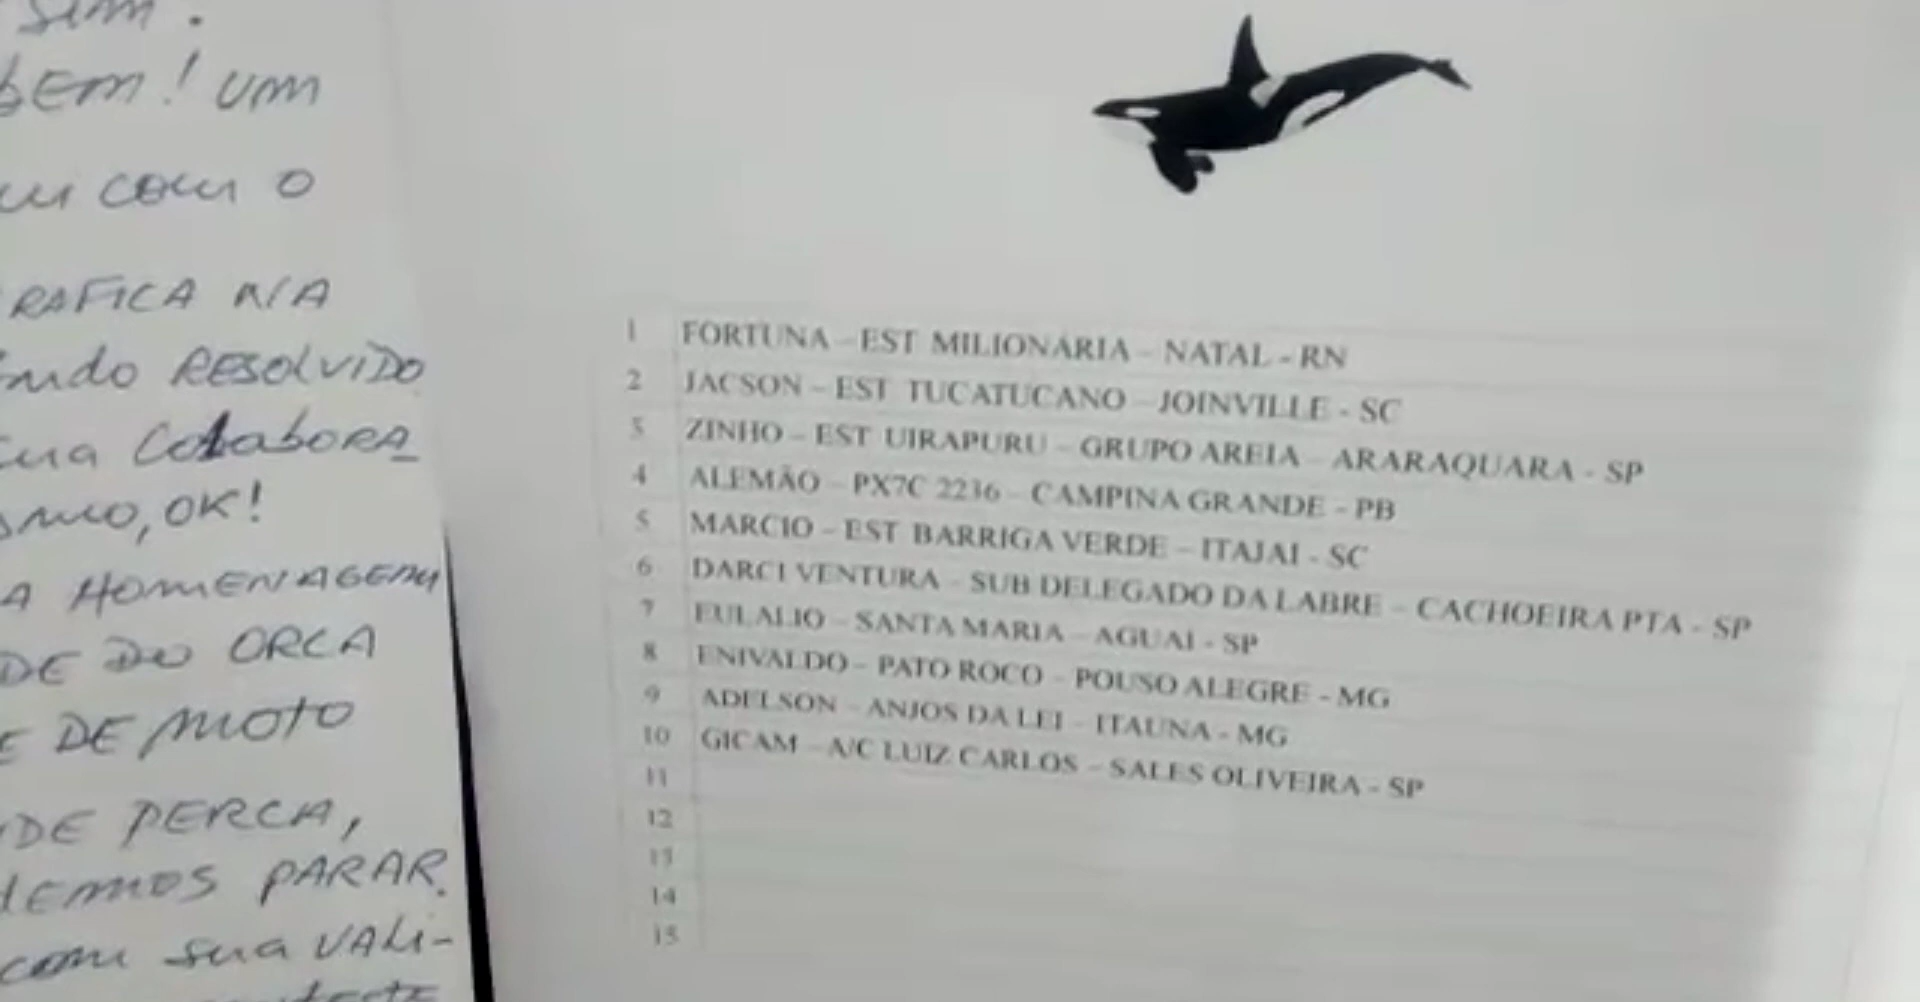 sim.
bem! um
com o
RAFICA N/A
RESOLVIDO
sua Colabora
OK!
A HOMENAGEM
DE DO ORCA
E DE MOTO
DE PERCA,
demos PARAR.
com sua VALI-
1 FORTUNA – EST MILIONÁRIA – NATAL - RN
2 JACSON – EST TUCATUCANO – JOINVILLE - SC
3 ZINHO – EST UIRAPURU – GRUPO AREIA – ARARAQUARA - SP
4 ALEMÃO – PX7C 2236 – CAMPINA GRANDE - PB
5 MARCIO – EST BARRIGA VERDE – ITAJAI - SC
6 DARCI VENTURA – SUB DELEGADO DA LABRE – CACHOEIRA PTA - SP
7 EULALIO – SANTA MARIA – AGUAI - SP
8 ENIVALDO – PATO ROCO – POUSO ALEGRE - MG
9 ADELSON – ANJOS DA LEI – ITAUNA - MG
10 GICAM – A/C LUIZ CARLOS – SALES OLIVEIRA - SP
11
12
13
14
15